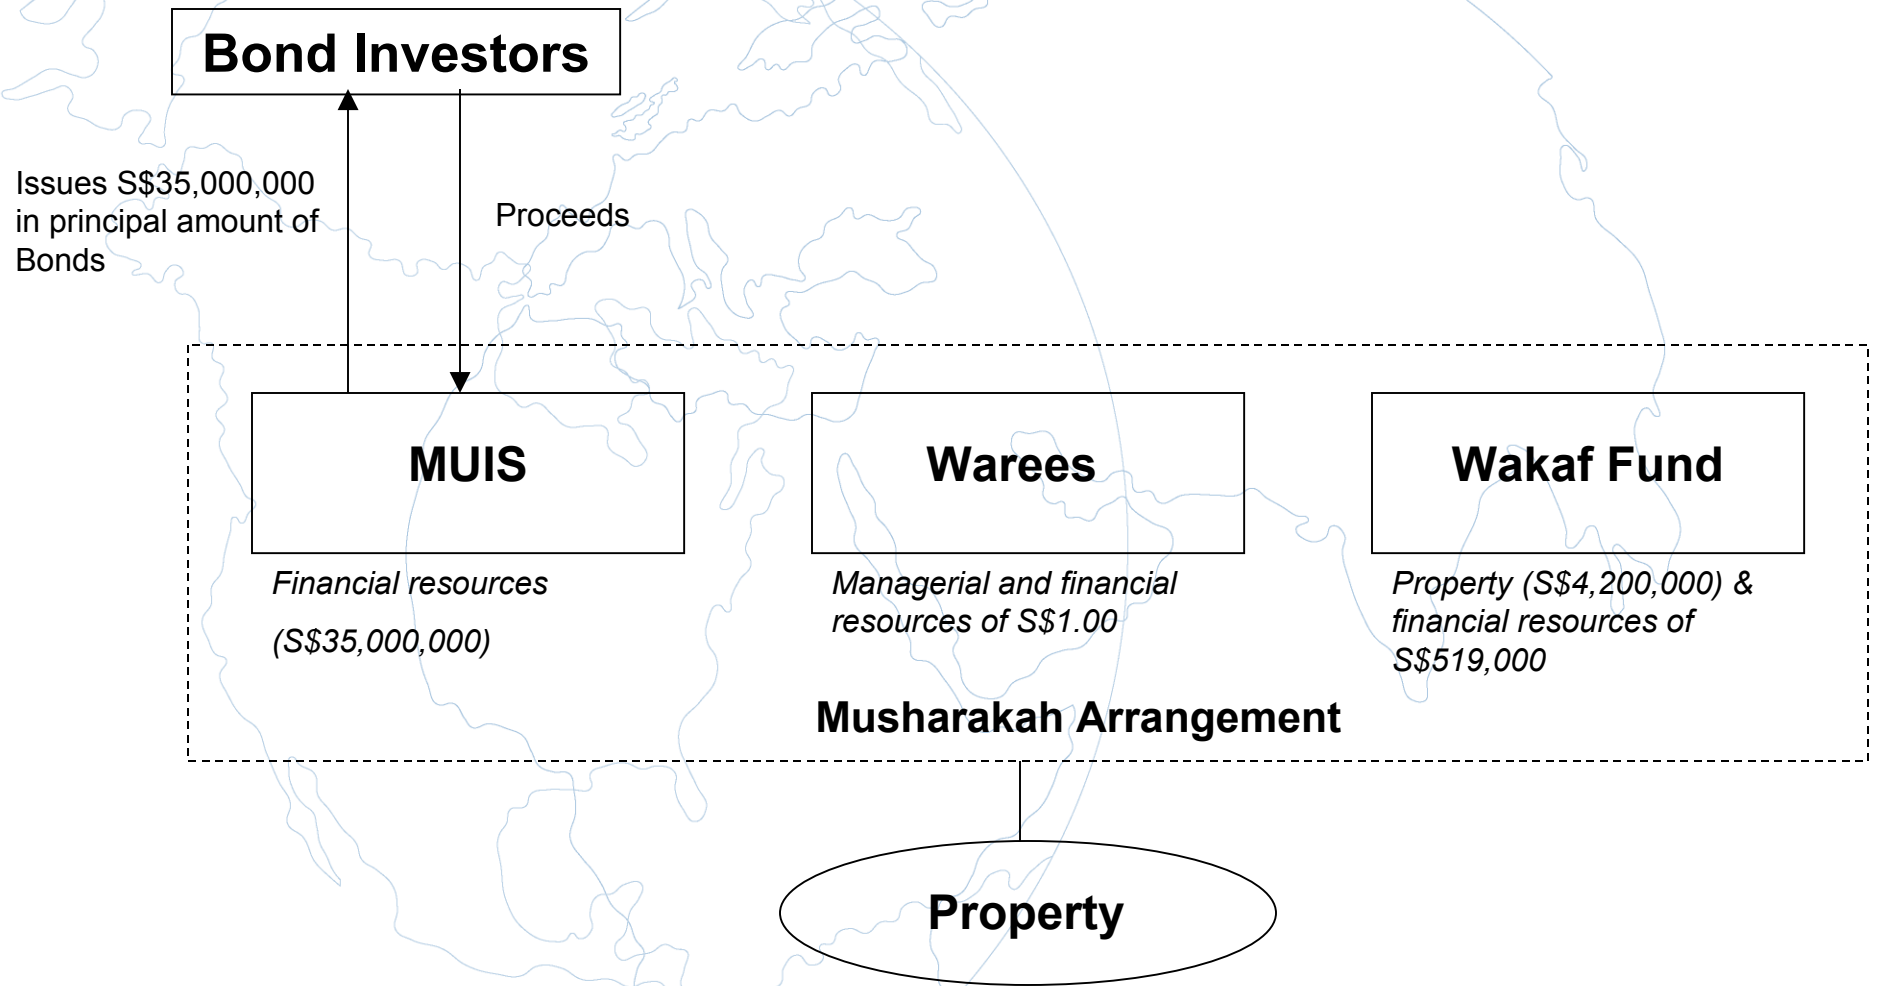 Bond Investors
Issues S$35,000,000
in principal amount of
Bonds
Proceeds
MUIS
Warees
Wakaf Fund
Financial resources
(S$35,000,000)
Managerial and financial
resources of S$1.00
Property (S$4,200,000) &
financial resources of
S$519,000
Musharakah Arrangement
Property